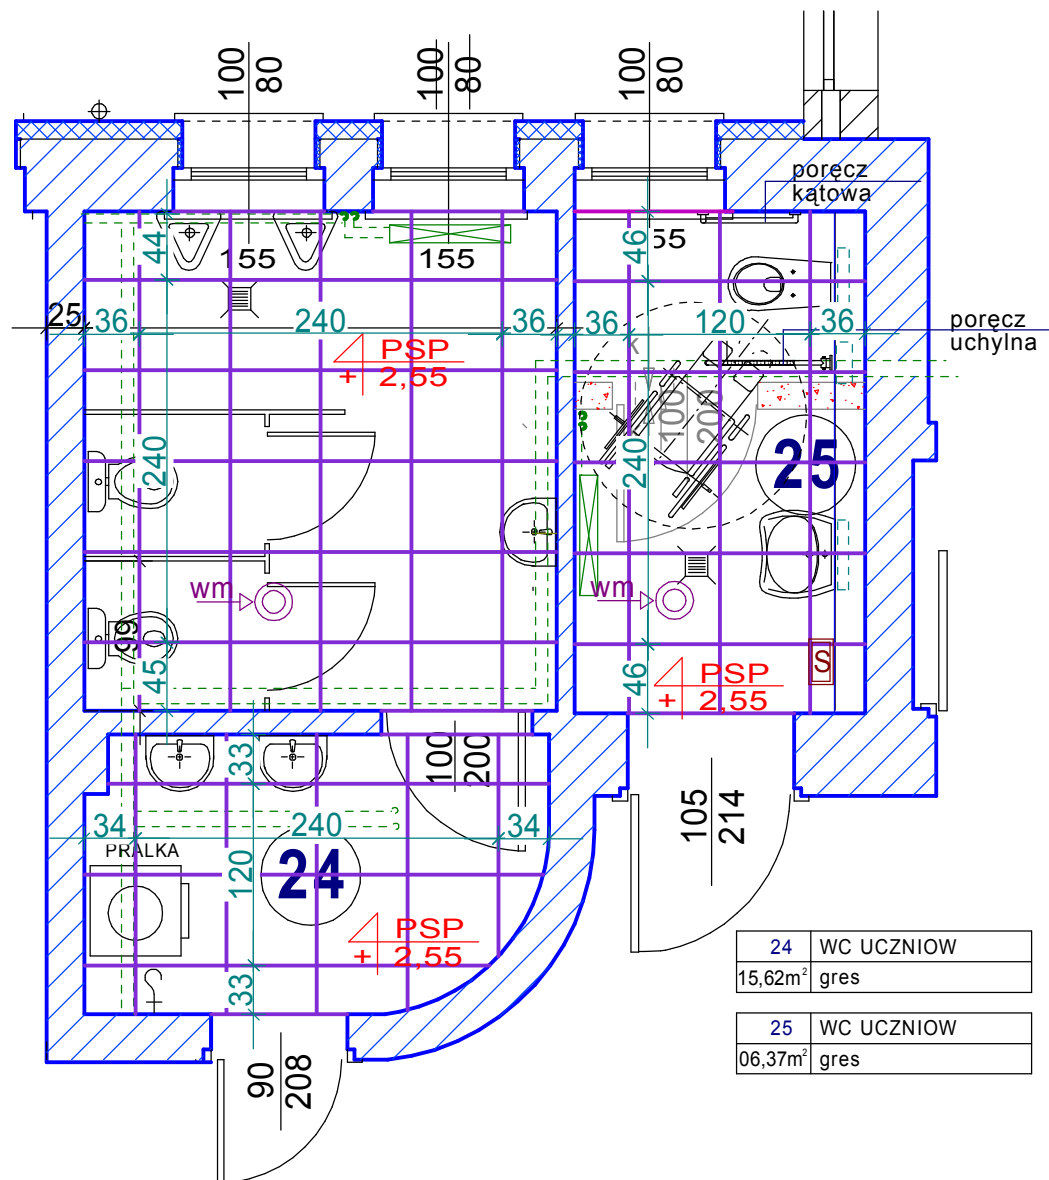 100
80
100
80
100
80
poręcz
kątowa
44
155
155
46
55
25
36
240
36
36
120
36
poręcz
uchylna
PSP
+ 2,55
k
100
200
240
240
25
wm
wm
99
45
46
S
PSP
+ 2,55
33
100
200
105
214
34
240
34
PRALKA
120
24
PSP
+ 2,55
33
90
208
24 WC UCZNIOW
15,62m² gres
25 WC UCZNIOW
06,37m² gres